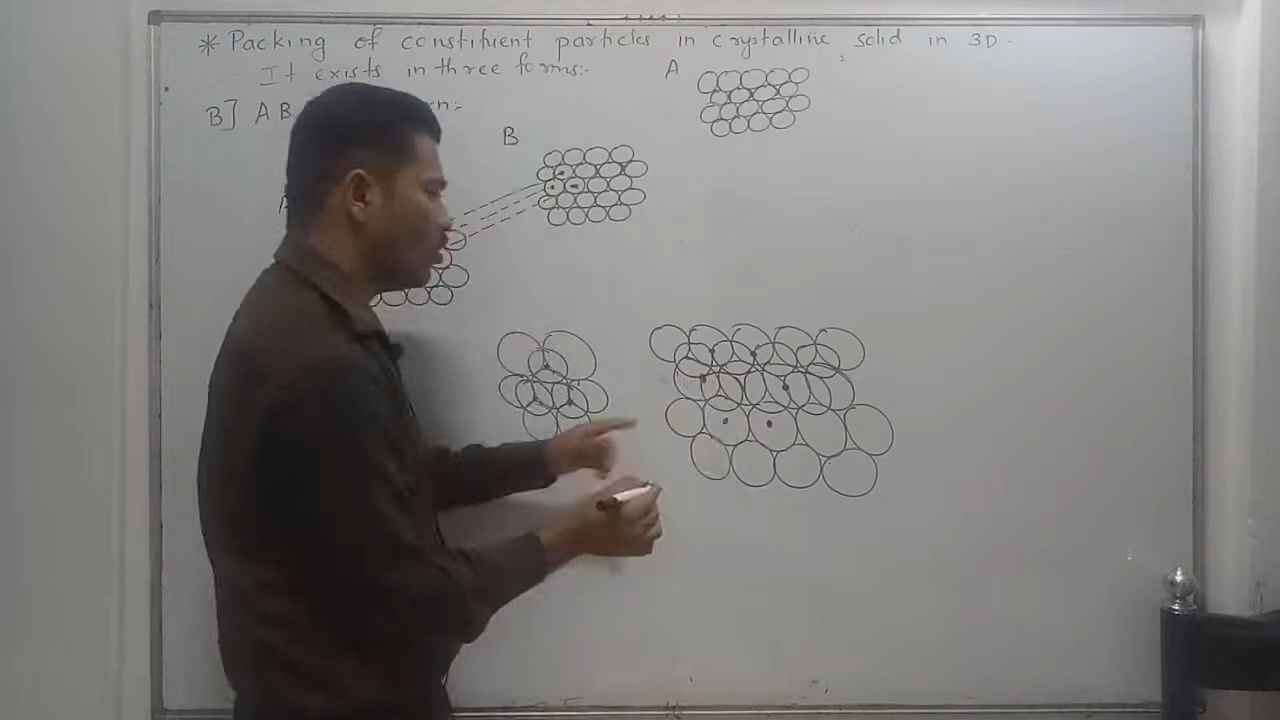 * Packing of constituent particles in crystalline solid in 3D -
It exists in three forms:-
A
B] A B
B